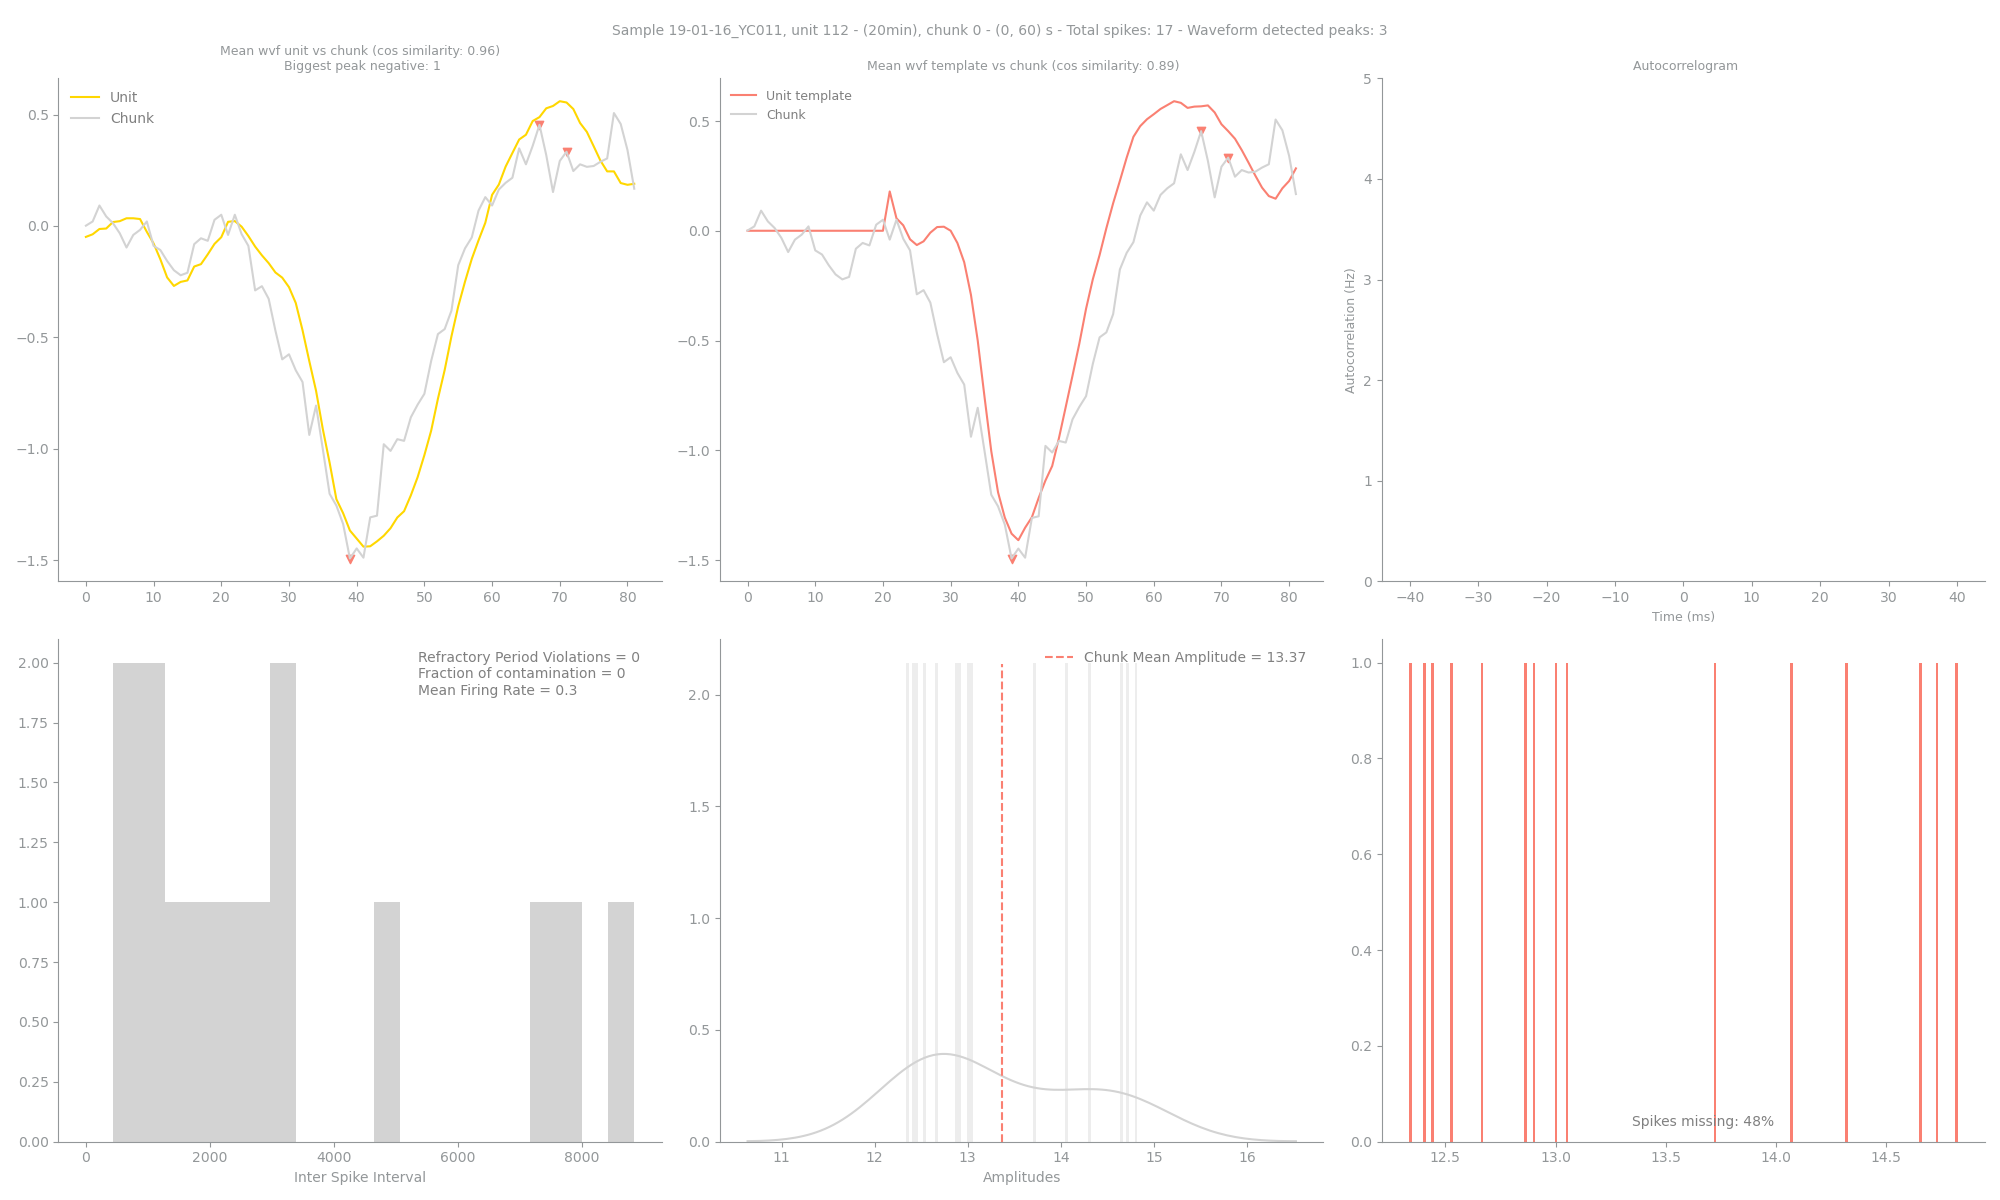 Sample 19-01-16_YC011, unit 112 - (20min), chunk 0 - (0, 60) s - Total spikes: 17 - Waveform detected peaks: 3
Mean wvf unit vs chunk (cos similarity: 0.96)
Biggest peak negative: 1
Unit
Chunk
0.5
0.0
−0.5
−1.0
−1.5
0 10 20 30 40 50 60 70 80
Mean wvf template vs chunk (cos similarity: 0.89)
Unit template
Chunk
0.5
0.0
−0.5
−1.0
−1.5
0 10 20 30 40 50 60 70 80
Autocorrelogram
Autocorrelation (Hz)
5
4
3
2
1
0
−40 −30 −20 −10 0 10 20 30 40
Time (ms)
Refractory Period Violations = 0
Fraction of contamination = 0
Mean Firing Rate = 0.3
2.00
1.75
1.50
1.25
1.00
0.75
0.50
0.25
0.00
0 2000 4000 6000 8000
Inter Spike Interval
Chunk Mean Amplitude = 13.37
2.0
1.5
1.0
0.5
0.0
11 12 13 14 15 16
Amplitudes
1.0
0.8
0.6
0.4
0.2
0.0
Spikes missing: 48%
12.5 13.0 13.5 14.0 14.5